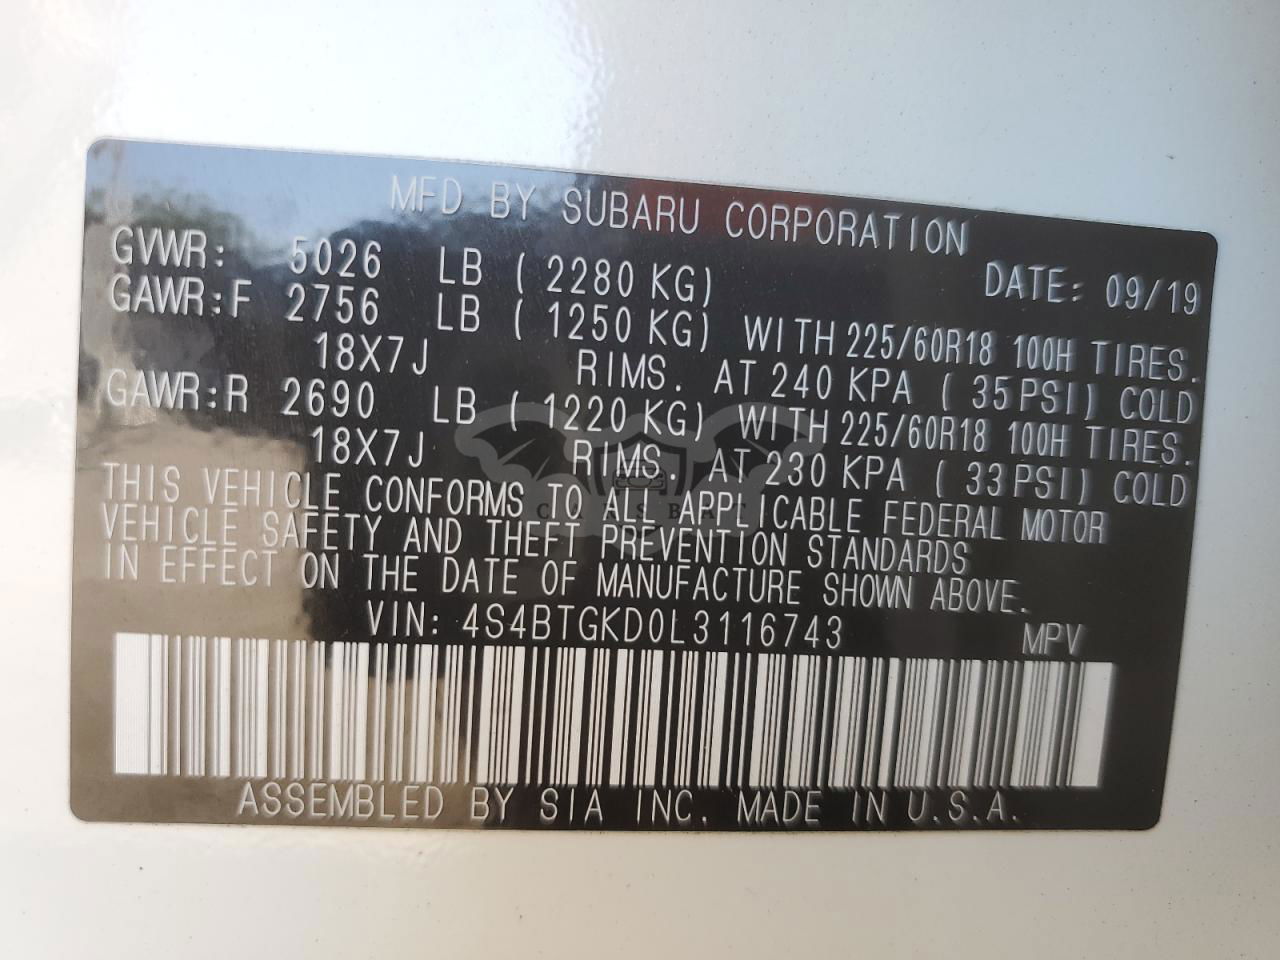 MFD BY SUBARU CORPORATION
GVWR: 5026 LB ( 2280 KG) DATE: 09/19
GAWR:F 2756 LB ( 1250 KG) WITH 225/60R18 100H TIRES.
18X7J RIMS. AT 240 KPA ( 35PSI) COLD
GAWR:R 2690 LB ( 1220 KG) WITH 225/60R18 100H TIRES.
18X7J RIMS. AT 230 KPA ( 33PSI) COLD
THIS VEHICLE CONFORMS TO ALL APPLICABLE FEDERAL MOTOR
VEHICLE SAFETY AND THEFT PREVENTION STANDARDS
IN EFFECT ON THE DATE OF MANUFACTURE SHOWN ABOVE.
VIN: 4S4BTGKD0L3116743 MPV
ASSEMBLED BY SIA INC. MADE IN U.S.A.